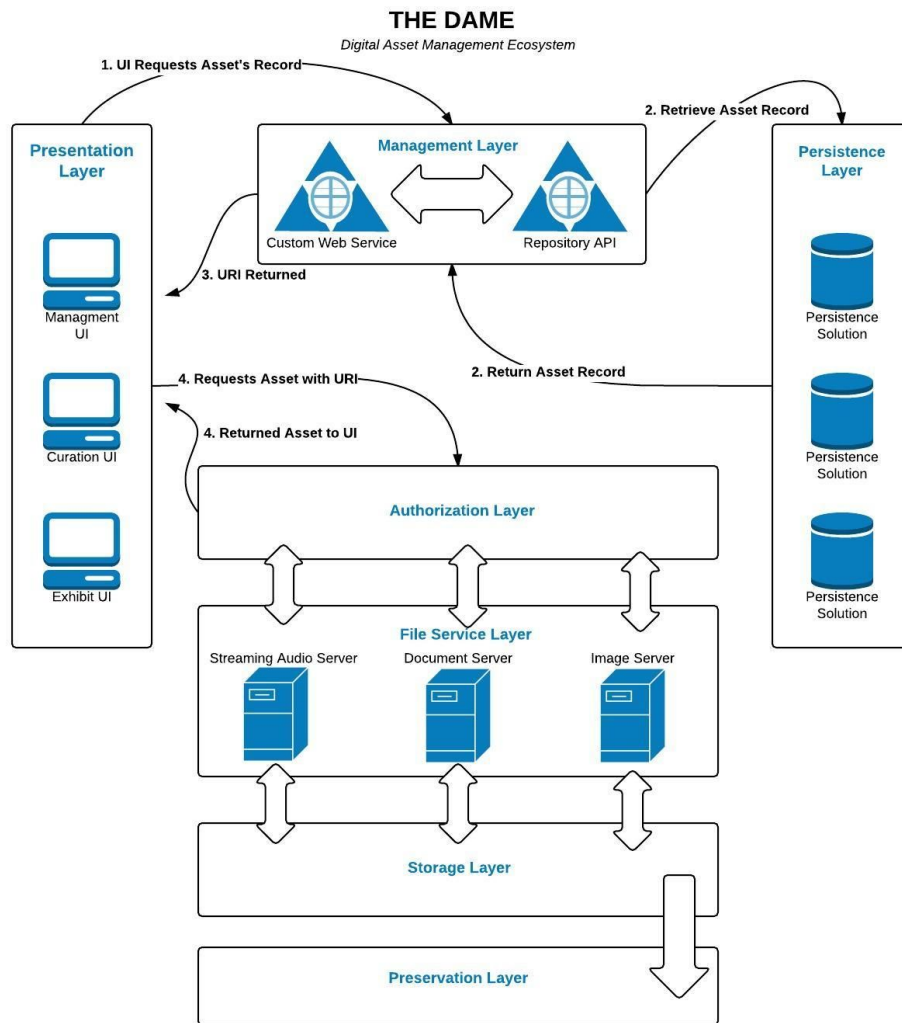 THE DAME
Digital Asset Management Ecosystem
1. UI Requests Asset's Record
2. Retrieve Asset Record
Presentation
Layer
Management Layer
Persistence
Layer
Custom Web Service
Repository API
3. URI Returned
Managment
UI
Persistence
Solution
4. Requests Asset with URI
2. Return Asset Record
4. Returned Asset to UI
Curation UI
Persistence
Solution
Authorization Layer
Exhibit UI
Persistence
Solution
File Service Layer
Streaming Audio Server
Document Server
Image Server
Storage Layer
Preservation Layer